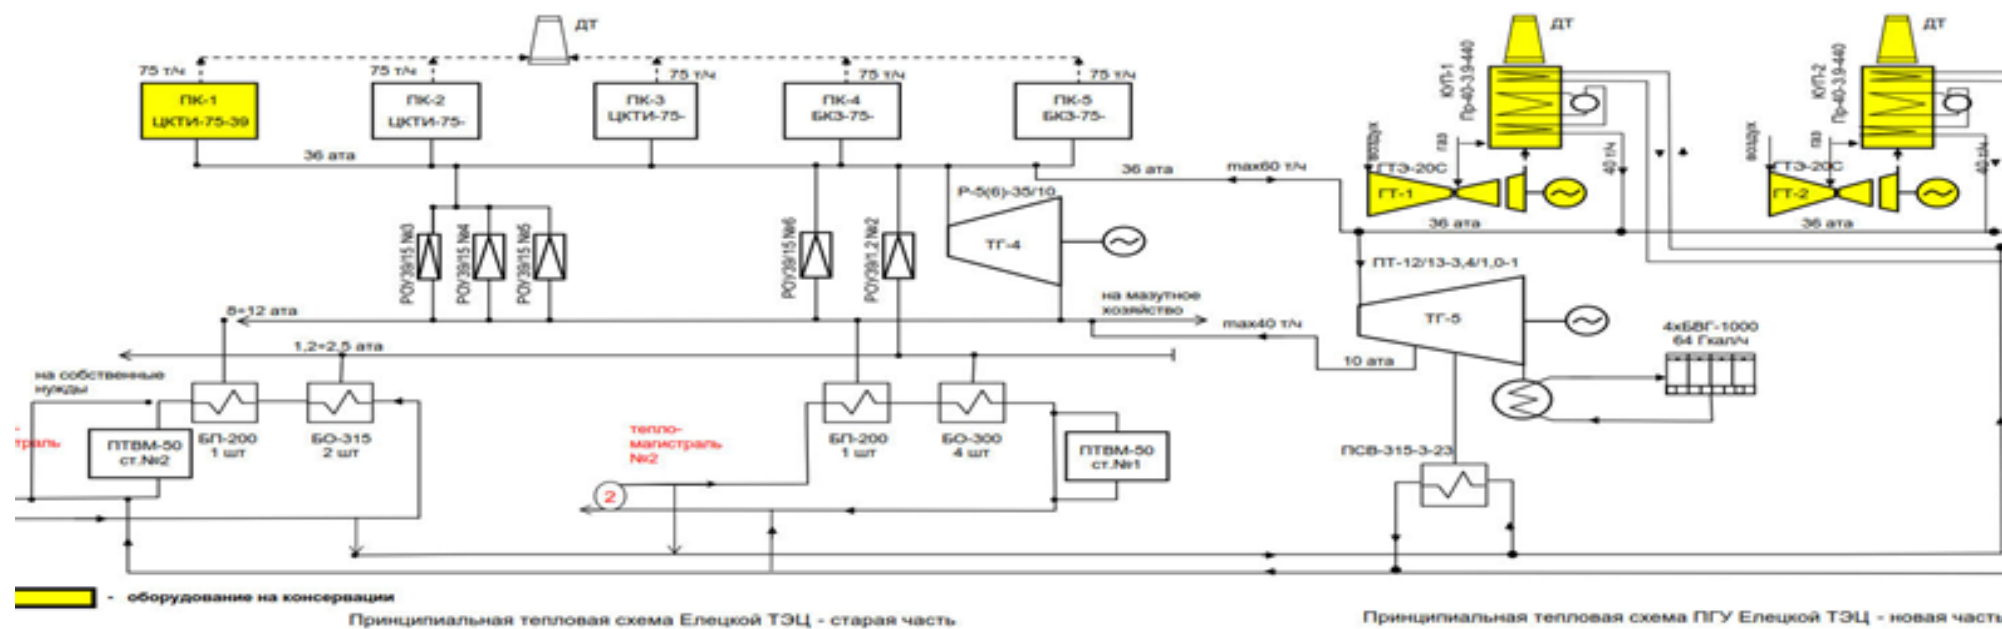 ДТ
75 т/ч
75 т/ч
75 т/ч
75 т/ч
75 т/ч
ПК-1
ЦКТИ-75-39
ПК-2
ЦКТИ-75-
ПК-3
ЦКТИ-75-
ПК-4
БКЗ-75-
ПК-5
БКЗ-75-
36 ата
36 ата
max60 т/ч
Р-5(6)-35/10
РОУ39/15 №3
РОУ39/15 №4
РОУ39/15 №5
РОУ39/15 №6
РОУ39/1,2 №2
ТГ-4
на мазутное
хозяйство
8÷12 ата
1,2÷2,5 ата
max40 т/ч
10 ата
на собственные
нужды
траль
ПТВМ-50
ст.№2
БП-200
1 шт
БО-315
2 шт
тепло-
магистраль
№2
2
БП-200
1 шт
БО-300
4 шт
ПТВМ-50
ст.№1
ДТ
КУП-1
Пр-40-3.9-440
воздух
газ
ГТЭ-20С
ГТ-1
40 т/ч
36 ата
ДТ
КУП-2
Пр-40-3.9-440
воздух
газ
ГТЭ-20С
ГТ-2
40 т/ч
36 ата
ПТ-12/13-3,4/1,0-1
ТГ-5
4хБВГ-1000
64 Гкал/ч
ПСВ-315-3-23
- оборудование на консервации
Принципиальная тепловая схема Елецкой ТЭЦ - старая часть
Принципиальная тепловая схема ПГУ Елецкой ТЭЦ - новая часть